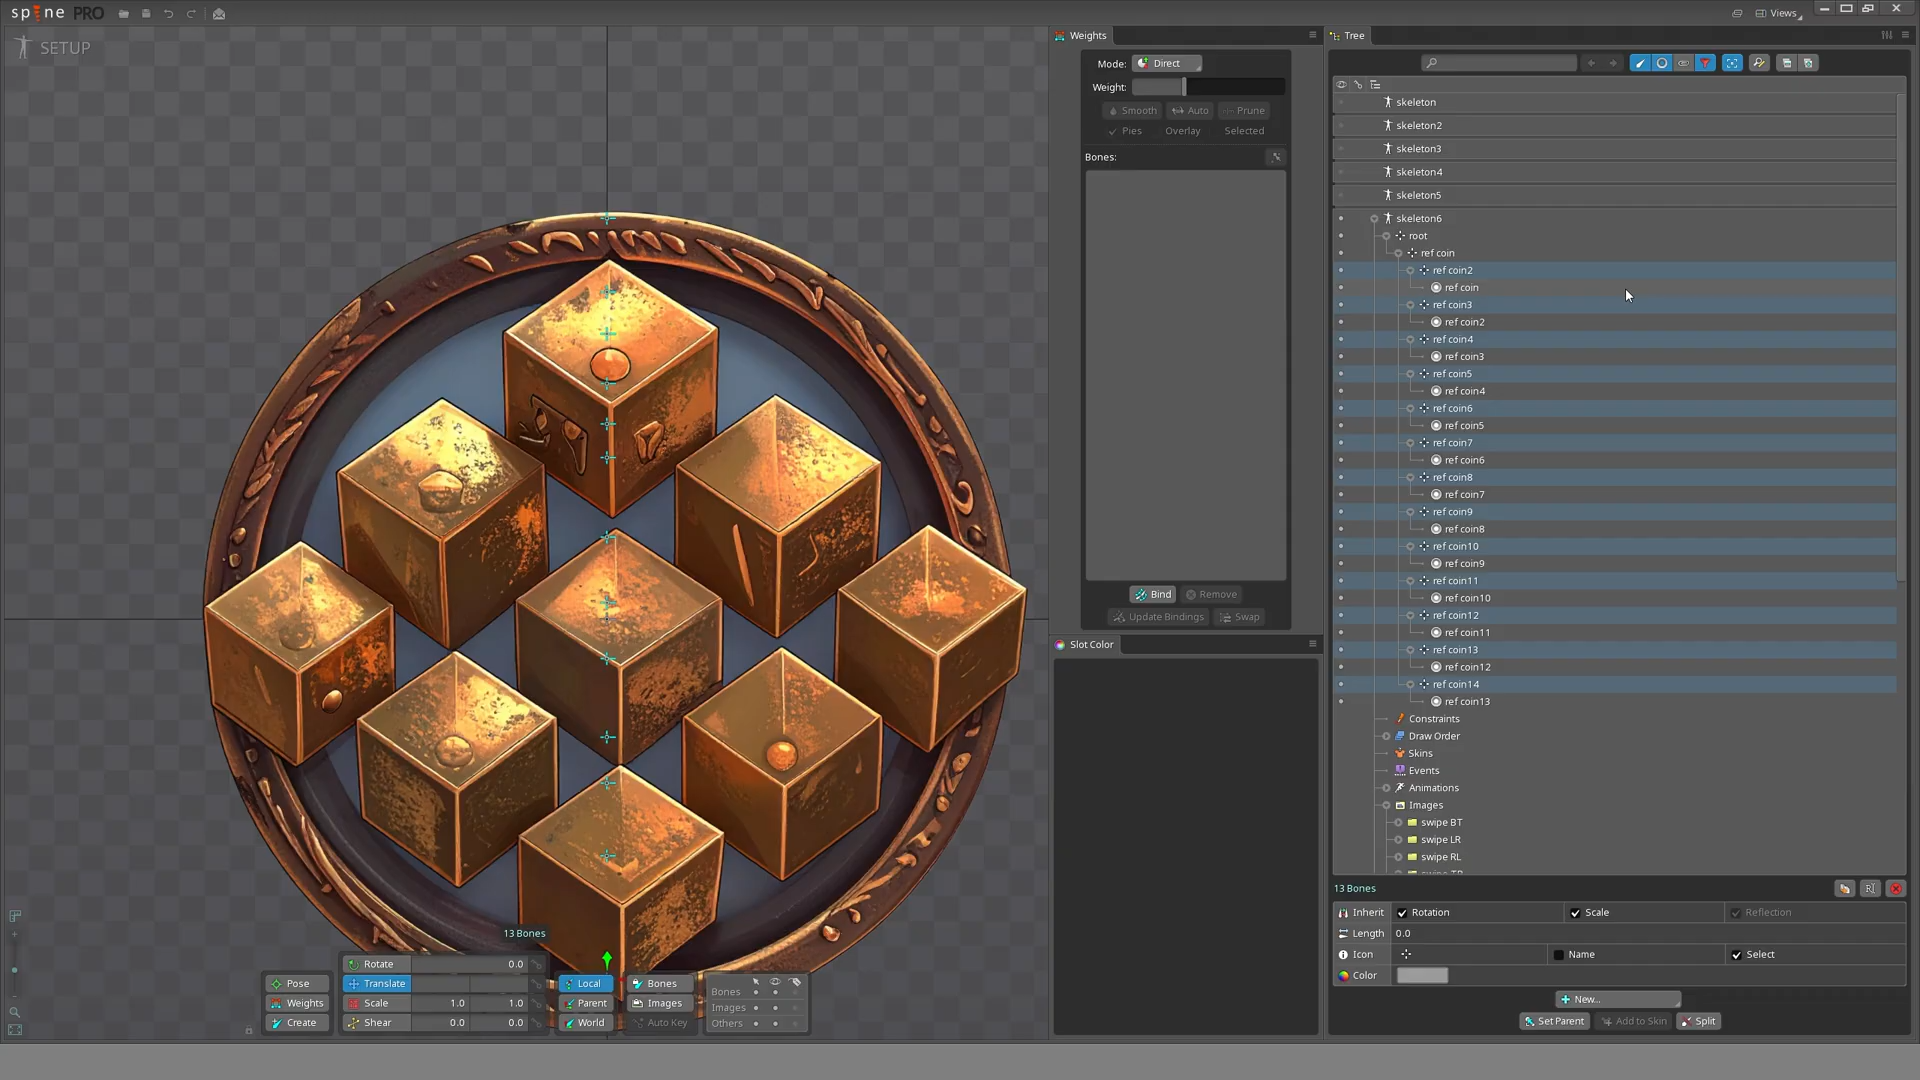 spine PRO
Views
SETUP
Weights
Mode: Direct
Weight:
Smooth Auto Prune
Pies Overlay Selected
Bones:
Bind Remove
Update Bindings Swap
Slot Color
Tree
skeleton
skeleton2
skeleton3
skeleton4
skeleton5
skeleton6
root
ref coin
ref coin2
ref coin
ref coin3
ref coin2
ref coin4
ref coin3
ref coin5
ref coin4
ref coin6
ref coin5
ref coin7
ref coin6
ref coin8
ref coin7
ref coin9
ref coin8
ref coin10
ref coin9
ref coin11
ref coin10
ref coin12
ref coin11
ref coin13
ref coin12
ref coin14
ref coin13
Constraints
Draw Order
Skins
Events
Animations
Images
swipe BT
swipe LR
swipe RL
13 Bones
Inherit Rotation Scale Reflection
Length 0.0
Icon Name Select
Color
New...
Set Parent Add to Skin Split
13 Bones
Pose
Weights
Create
Rotate 0.0
Translate
Scale 1.0 1.0
Shear 0.0 0.0
Local
Parent
World
Bones
Images
Auto Key
Bones
Images
Others